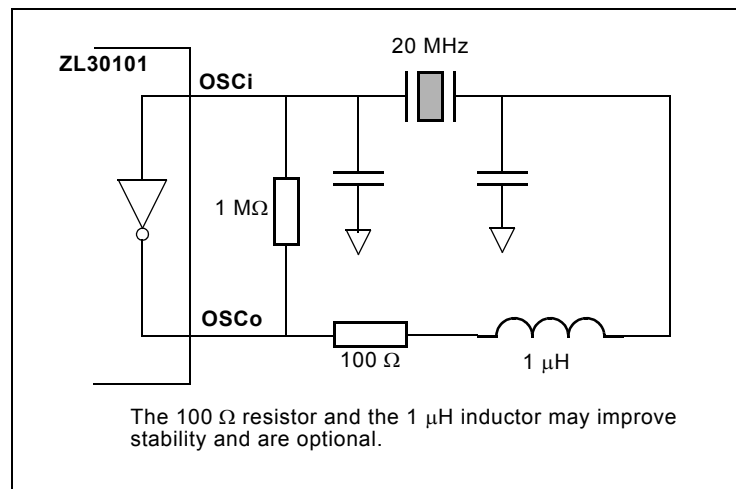 20 MHz
ZL30101
OSCi
1 MΩ
OSCo
100 Ω
1 μH
The 100 Ω resistor and the 1 μH inductor may improve
stability and are optional.